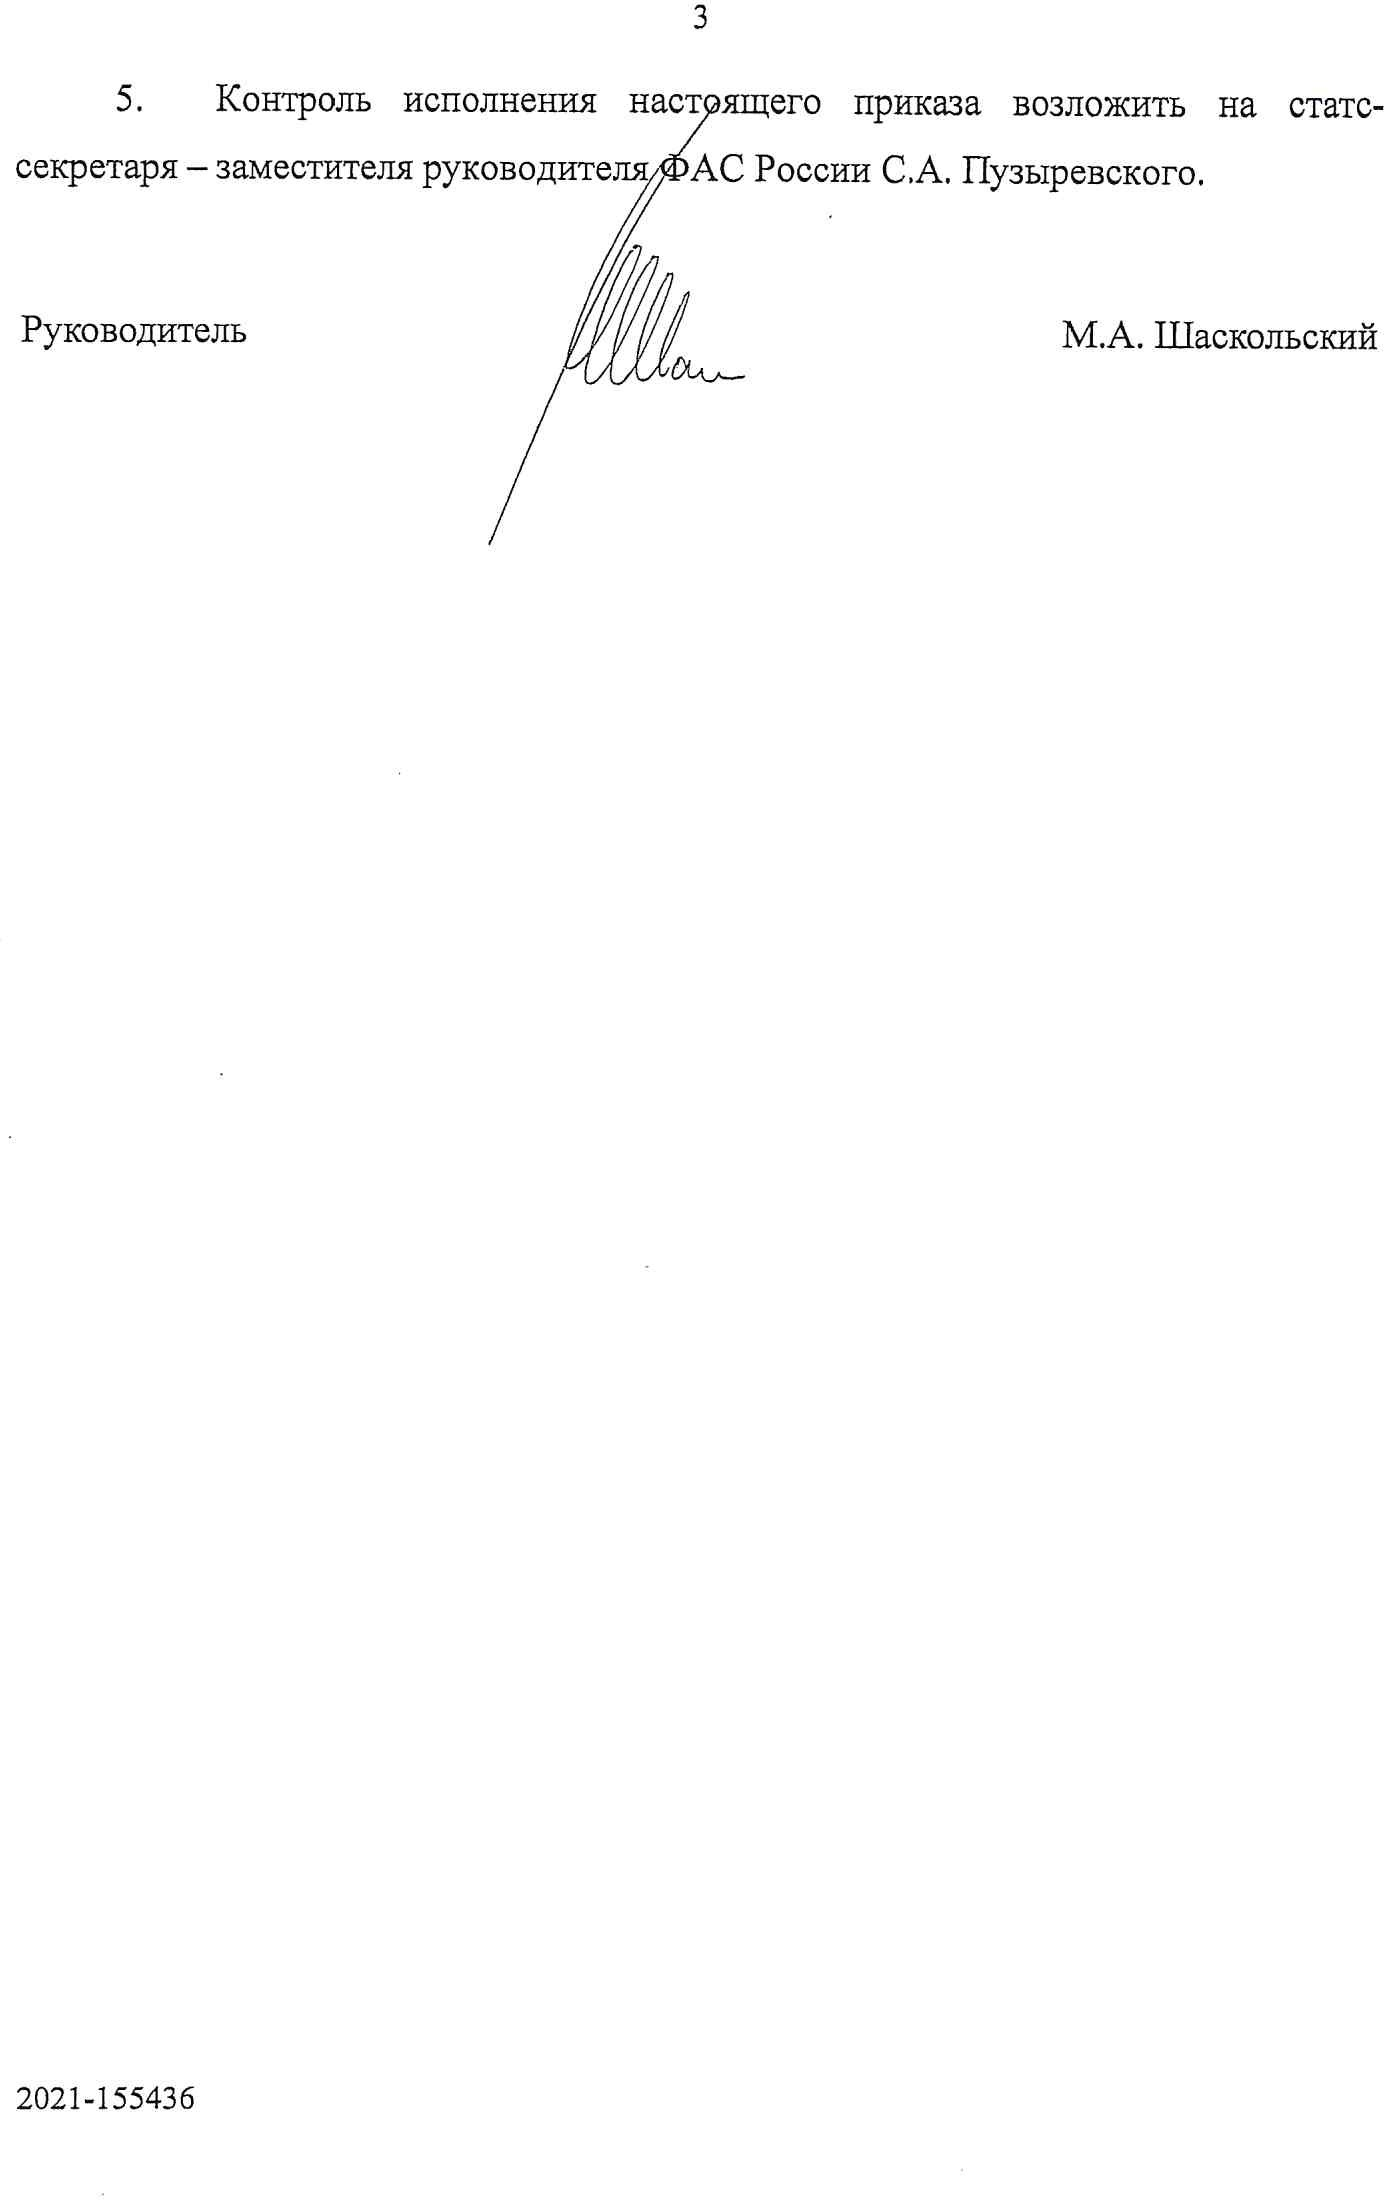 3
5. Контроль исполнения настоящего приказа возложить на статс-
секретаря – заместителя руководителя ФАС России С.А. Пузыревского.
Руководитель М.А. Шаскольский
2021-155436